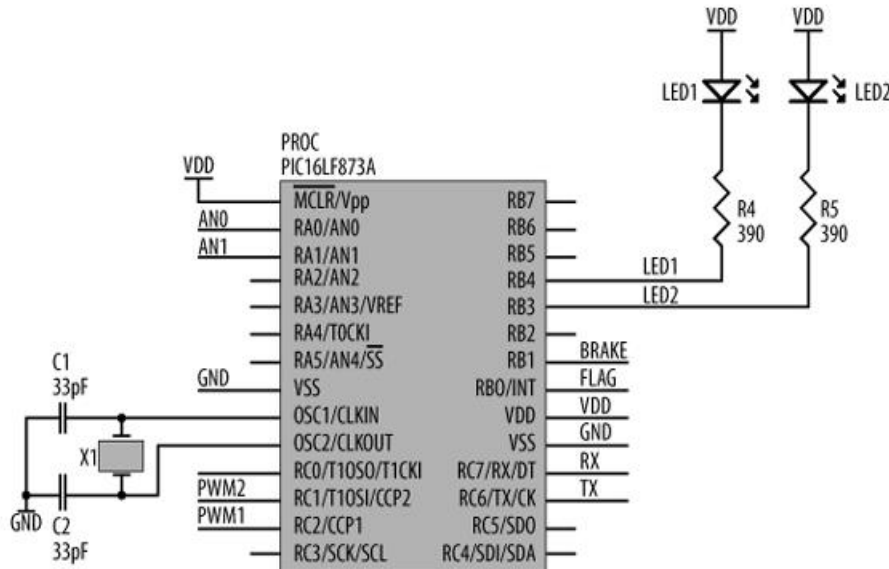 VDD
VDD
LED1
LED2
PROC
PIC16LF873A
VDD
MCLR/Vpp
RB7
R4
390
R5
390
AN0
RA0/AN0
RB6
AN1
RA1/AN1
RB5
RA2/AN2
RB4
LED1
RA3/AN3/VREF
RB3
LED2
RA4/T0CKI
RB2
RA5/AN4/SS
RB1
BRAKE
C1
33pF
GND
VSS
RB0/INT
FLAG
OSC1/CLKIN
VDD
VDD
OSC2/CLKOUT
VSS
GND
X1
RC0/T1OSO/T1CKI
RC7/RX/DT
RX
PWM2
RC1/T1OSI/CCP2
RC6/TX/CK
TX
GND
C2
33pF
PWM1
RC2/CCP1
RC5/SDO
RC3/SCK/SCL
RC4/SDI/SDA